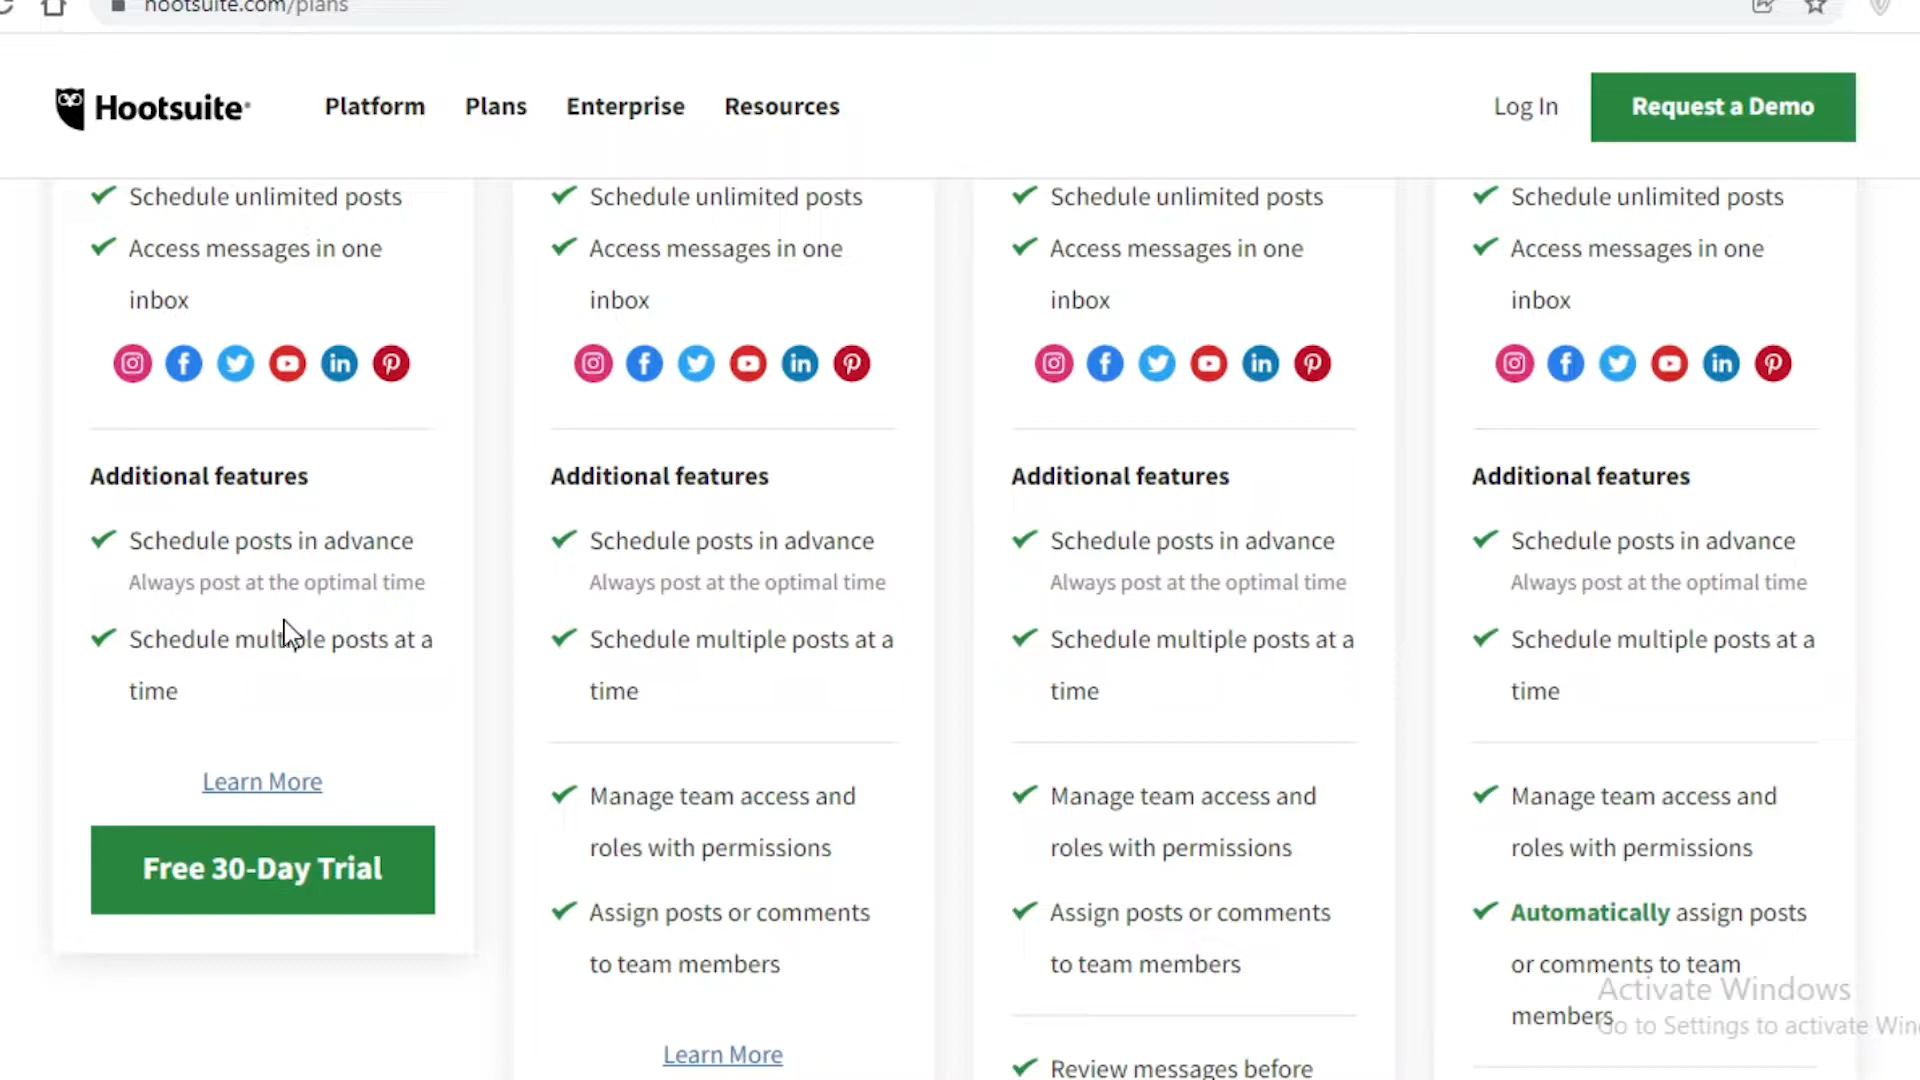 hootsuite.com/plans
Hootsuite
Platform
Plans
Enterprise
Resources
Log In
Request a Demo
Schedule unlimited posts
Access messages in one
inbox
Additional features
Schedule posts in advance
Always post at the optimal time
Schedule multiple posts at a
time
Learn More
Free 30-Day Trial
Schedule unlimited posts
Access messages in one
inbox
Additional features
Schedule posts in advance
Always post at the optimal time
Schedule multiple posts at a
time
Manage team access and
roles with permissions
Assign posts or comments
to team members
Learn More
Schedule unlimited posts
Access messages in one
inbox
Additional features
Schedule posts in advance
Always post at the optimal time
Schedule multiple posts at a
time
Manage team access and
roles with permissions
Assign posts or comments
to team members
Review messages before
Schedule unlimited posts
Access messages in one
inbox
Additional features
Schedule posts in advance
Always post at the optimal time
Schedule multiple posts at a
time
Manage team access and
roles with permissions
Automatically assign posts
or comments to team
members
Activate Windows
Go to Settings to activate Win